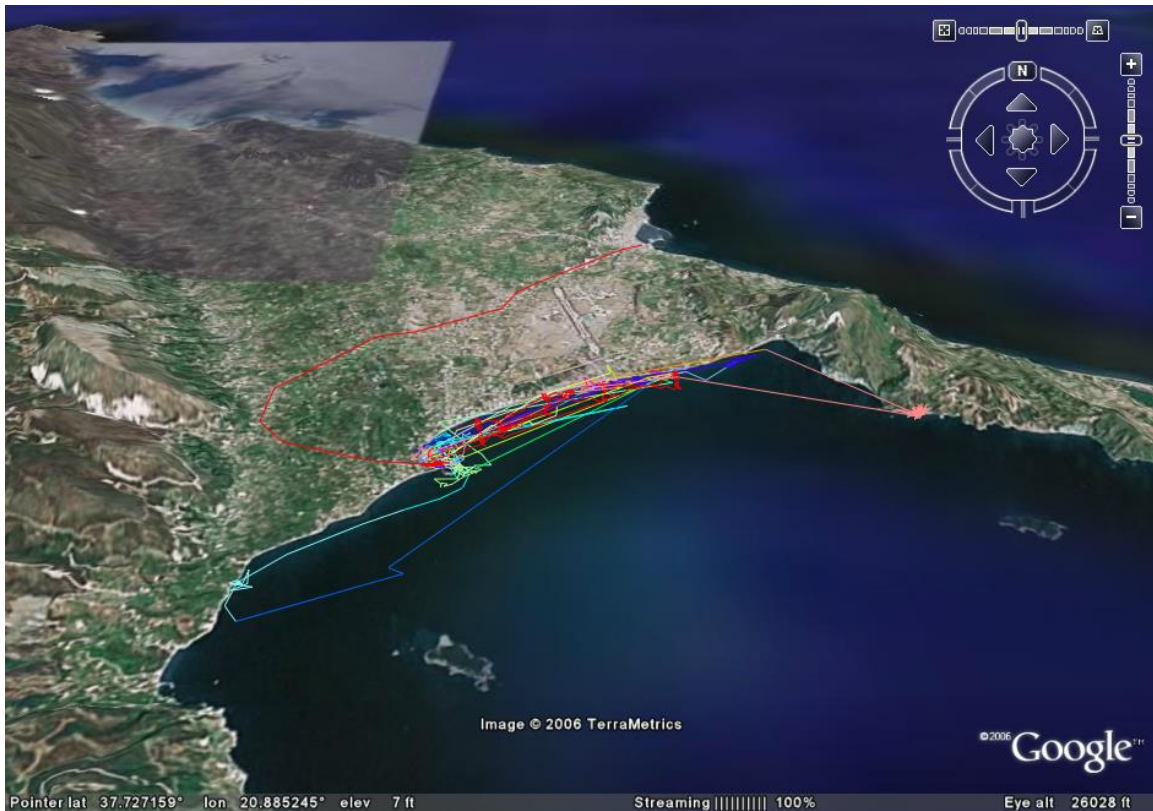 N
Image © 2006 TerraMetrics
©2006 Google™
Pointer lat 37.727159° lon 20.885245° elev 7 ft Streaming |||||||||| 100% Eye alt 26028 ft